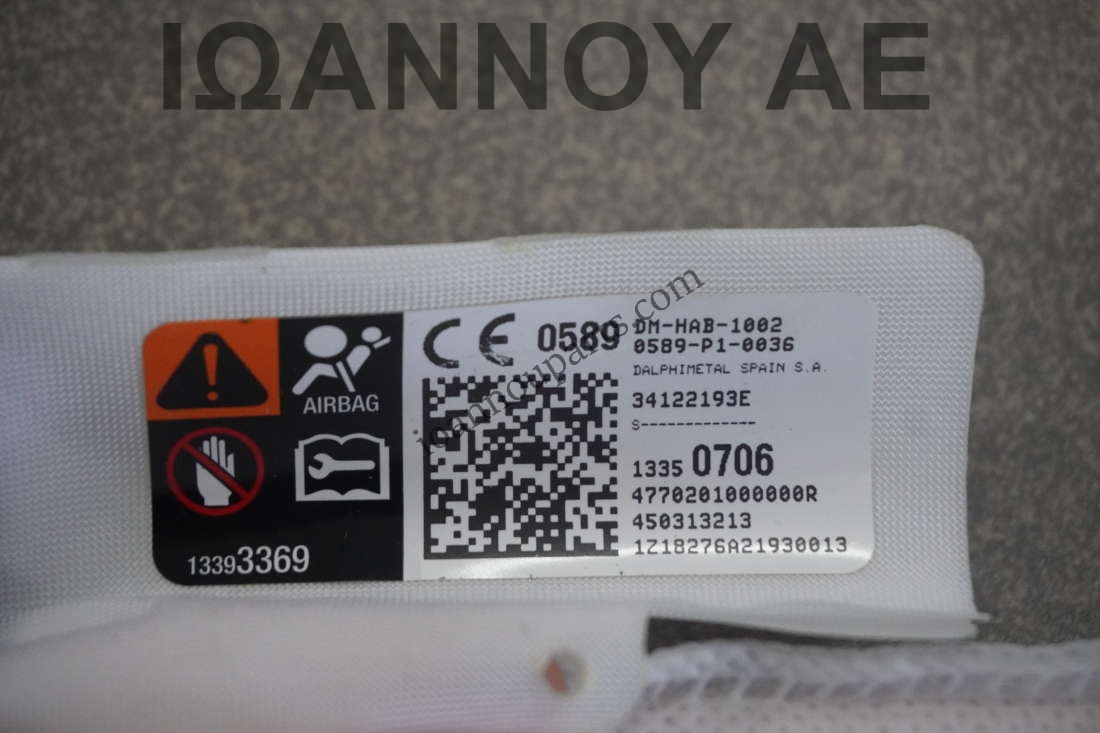 ΙΩΑΝΝΟΥ ΑΕ
ioannouparts.com
AIRBAG
13393369
CE 0589
DM-HAB-1002
0589-P1-0036
DALPHIMETAL SPAIN S.A.
34122193E
S-------------
1335 0706
4770201000000R
450313213
1Z18276A21930013